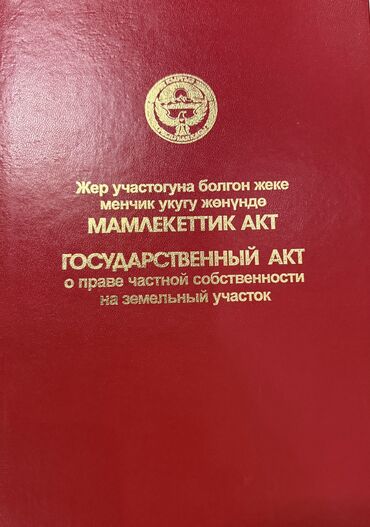 Жер участогуна болгон жеке
менчик укугу жөнүндө
МАМЛЕКЕТТИК АКТ
ГОСУДАРСТВЕННЫЙ АКТ
о праве частной собственности
на земельный участок